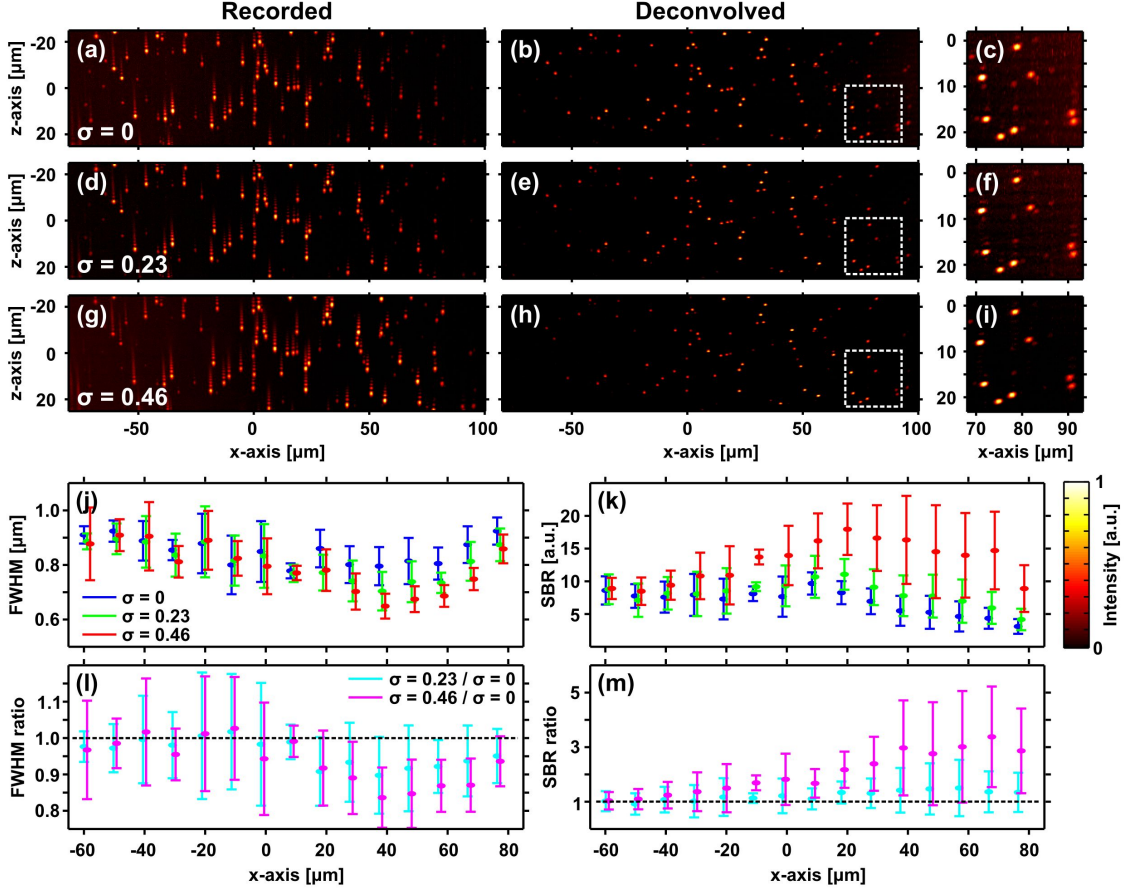 Recorded Deconvolved
(a) (b) (c)
z-axis [µm] -20 0 20 0 10 20
σ = 0
(d) (e) (f)
z-axis [µm] -20 0 20 0 10 20
σ = 0.23
(g) (h) (i)
z-axis [µm] -20 0 20 0 10 20
σ = 0.46
-50 0 50 100 -50 0 50 100 70 80 90
x-axis [µm] x-axis [µm] x-axis [µm]
(j)
FWHM [µm] 1.0 0.8 0.6
σ = 0
σ = 0.23
σ = 0.46
(k)
SBR [a.u.] 20 15 10 5
1
Intensity [a.u.]
0
(l)
FWHM ratio 1.1 1.0 0.9 0.8
σ = 0.23 / σ = 0
σ = 0.46 / σ = 0
(m)
SBR ratio 5 3 1
-60 -40 -20 0 20 40 60 80 -60 -40 -20 0 20 40 60 80
x-axis [µm] x-axis [µm]